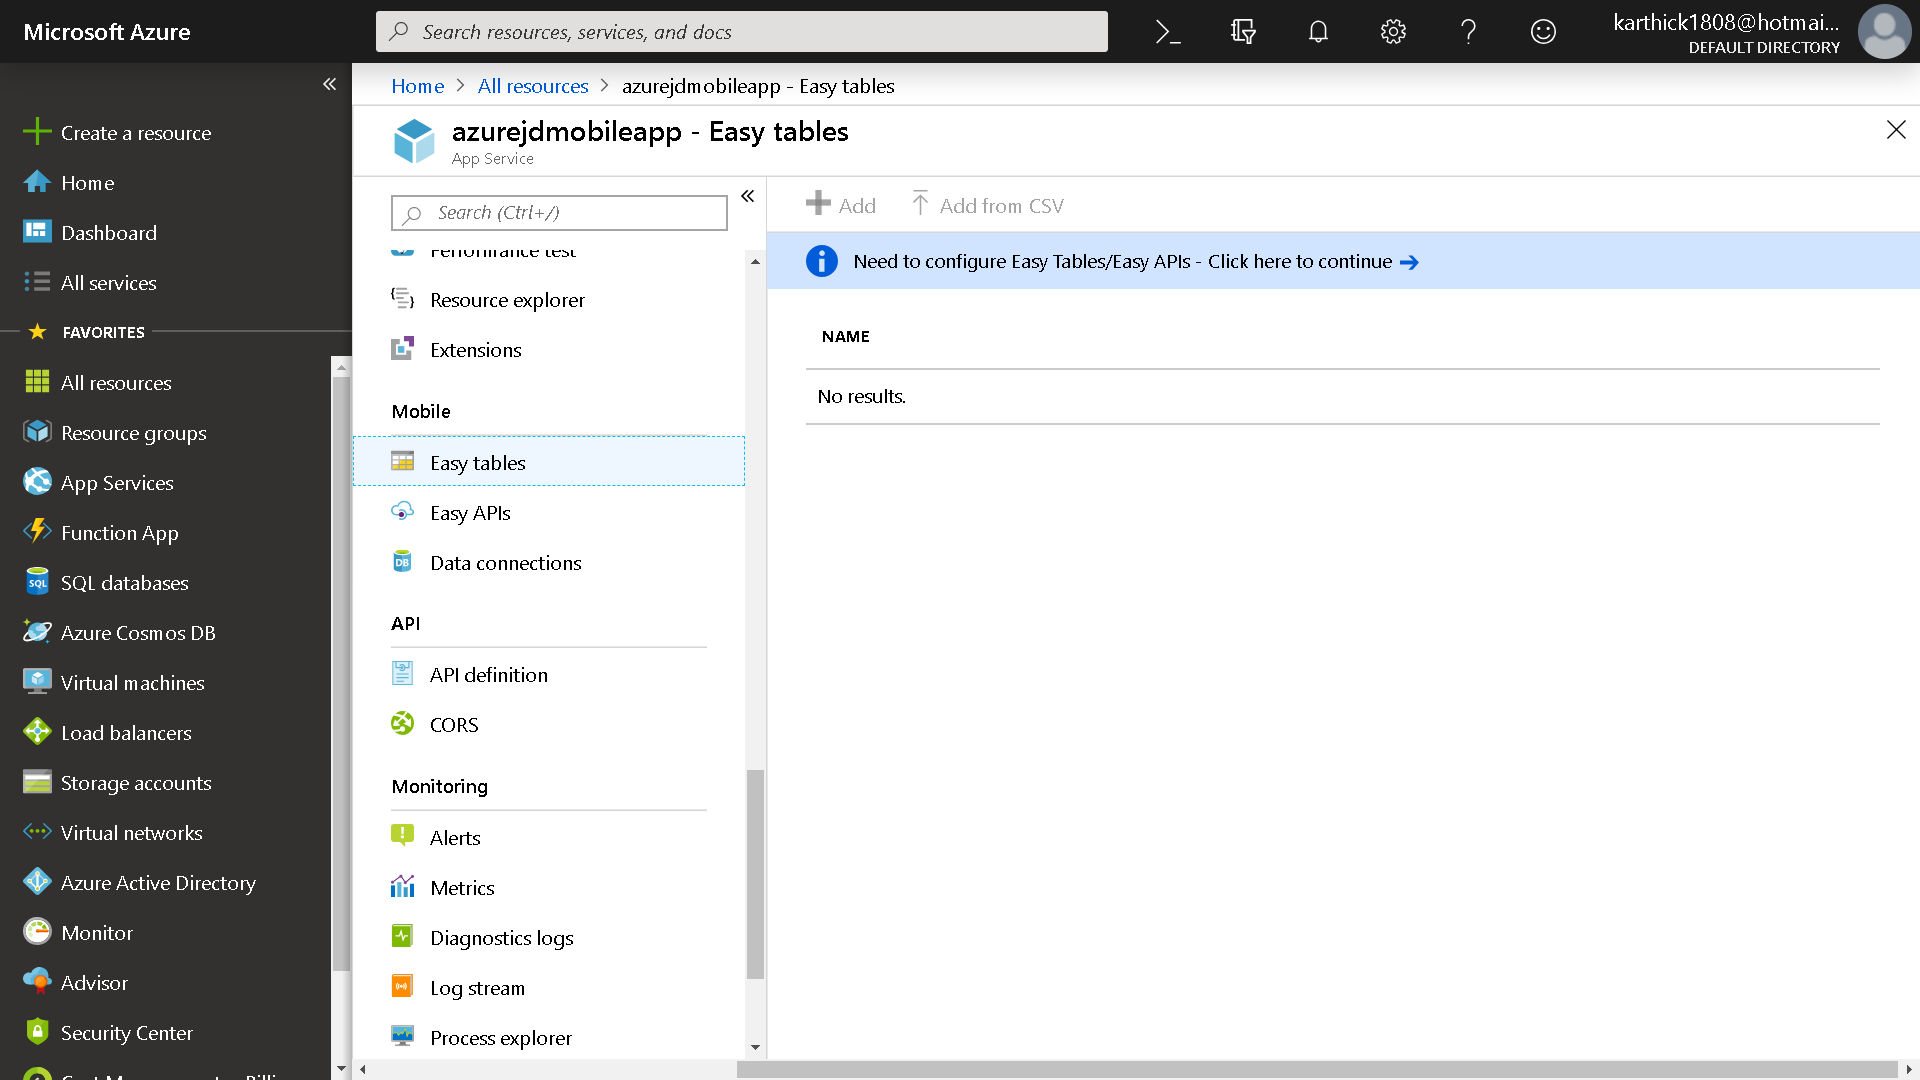 Microsoft Azure
Search resources, services, and docs
karthick1808@hotmai...
DEFAULT DIRECTORY
Create a resource
Home
Dashboard
All services
FAVORITES
All resources
Resource groups
App Services
Function App
SQL databases
Azure Cosmos DB
Virtual machines
Load balancers
Storage accounts
Virtual networks
Azure Active Directory
Monitor
Advisor
Security Center
Home > All resources > azurejdmobileapp - Easy tables
azurejdmobileapp - Easy tables
App Service
Search (Ctrl+/)
Performance test
Resource explorer
Extensions
Mobile
Easy tables
Easy APIs
Data connections
API
API definition
CORS
Monitoring
Alerts
Metrics
Diagnostics logs
Log stream
Process explorer
Add
Add from CSV
Need to configure Easy Tables/Easy APIs - Click here to continue
NAME
No results.